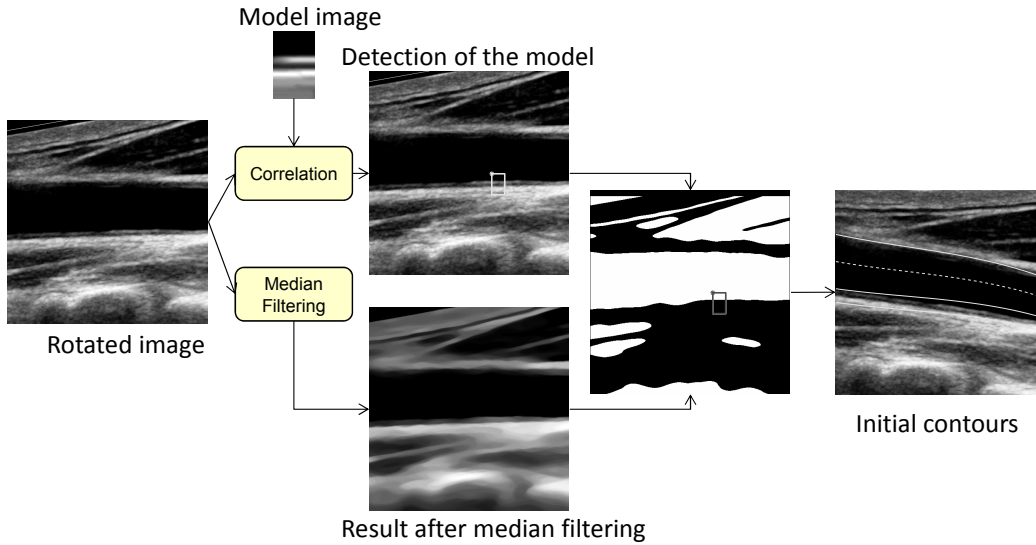 Model image
Detection of the model
Correlation
Median
Filtering
Rotated image
Initial contours
Result after median filtering